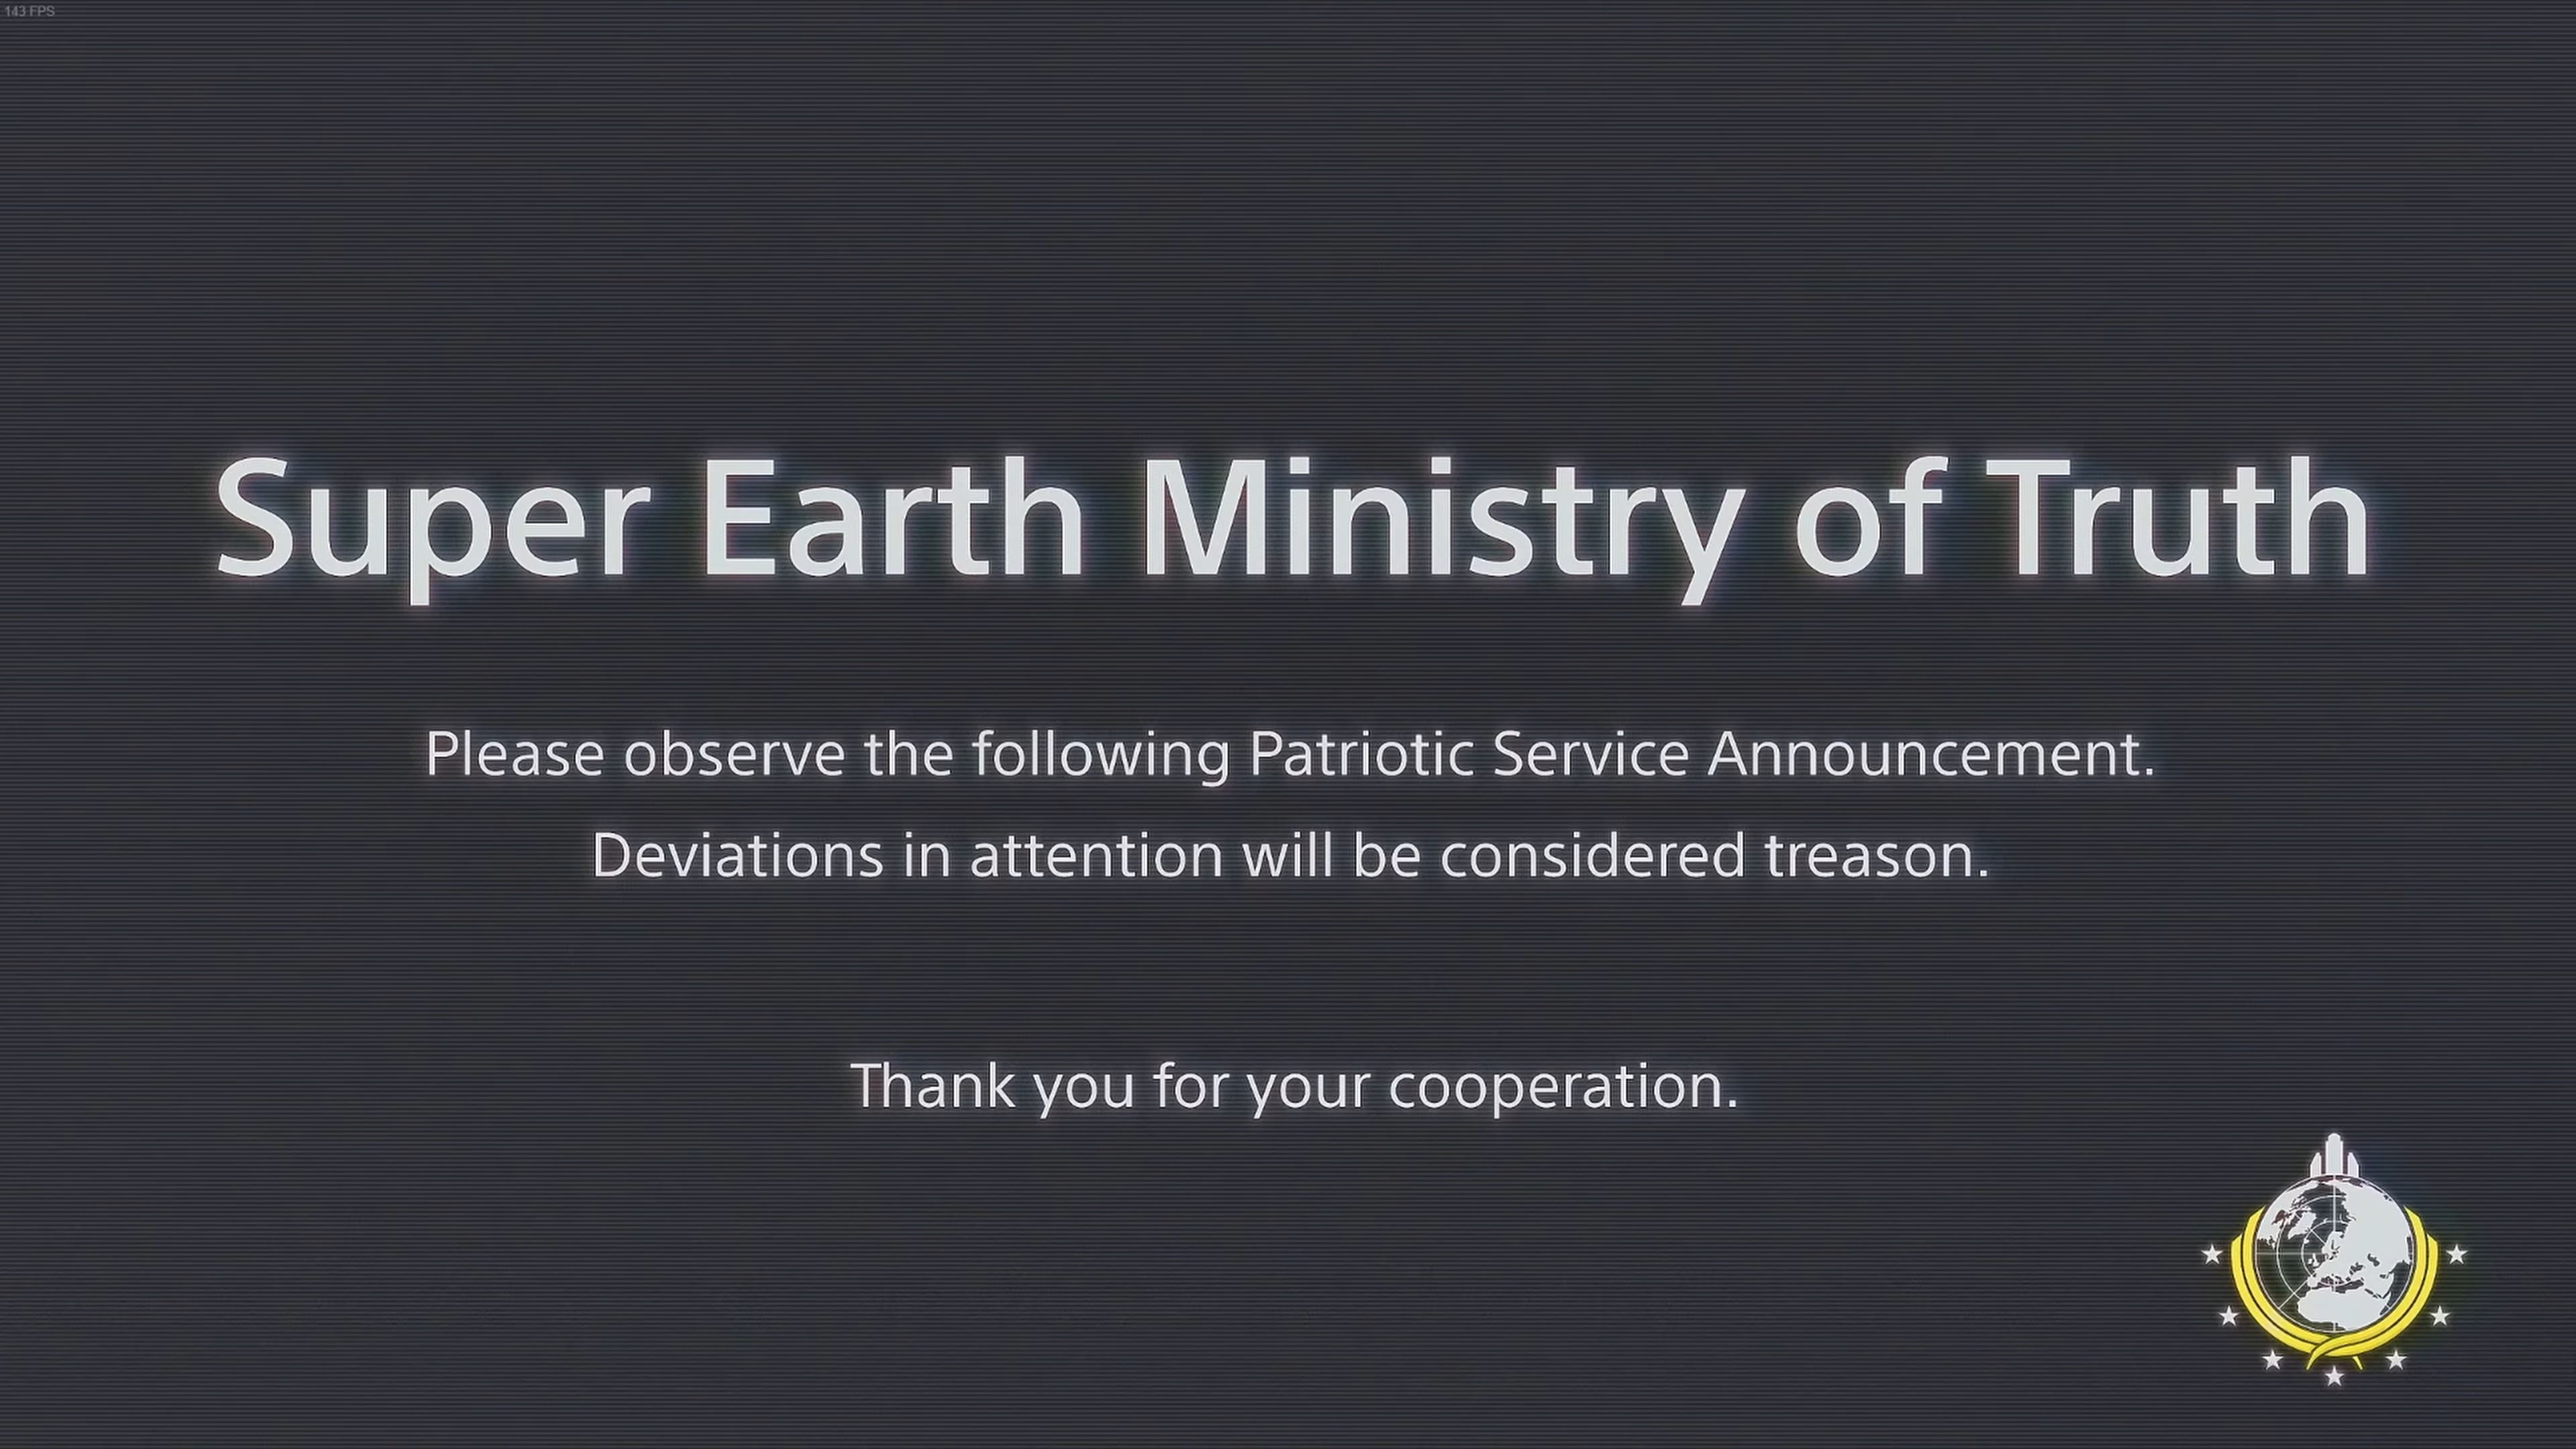 143 FPS
Super Earth Ministry of Truth
Please observe the following Patriotic Service Announcement.
Deviations in attention will be considered treason.
Thank you for your cooperation.